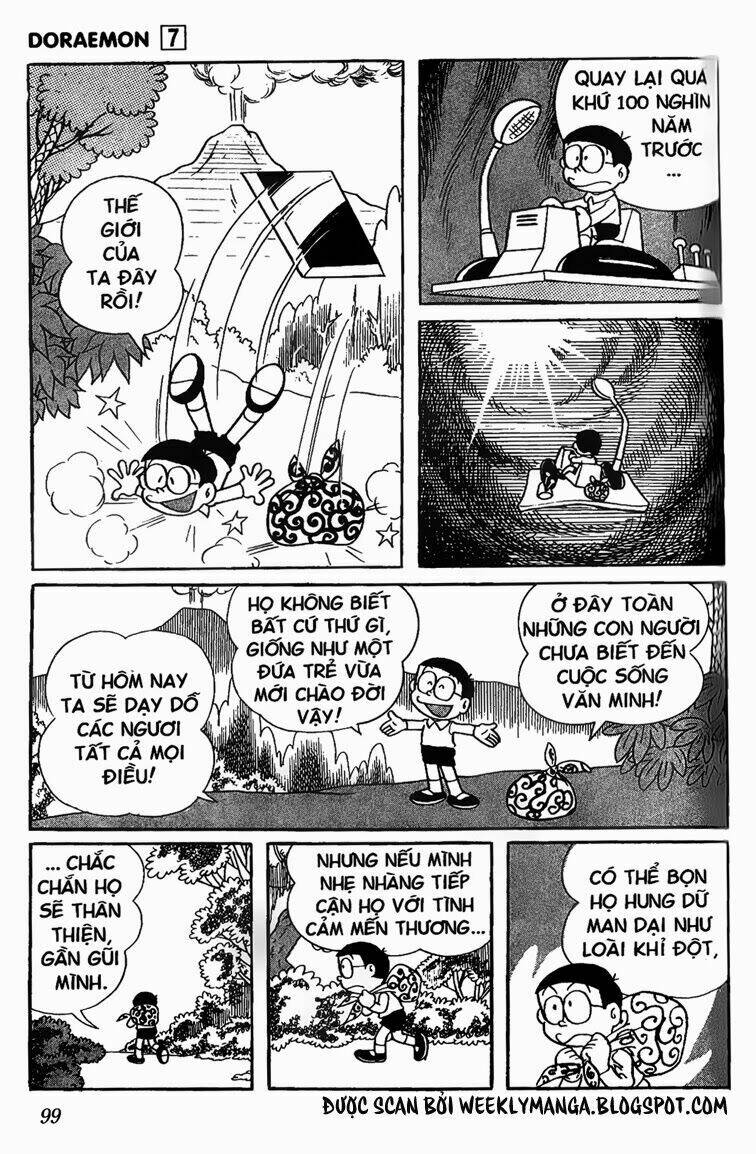 DORAEMON 7
QUAY LẠI QUÁ
KHỨ 100 NGHÌN
NĂM
TRƯỚC
...
THẾ
GIỚI
CỦA
TA ĐÂY
RỒI!
Ở ĐÂY TOÀN
NHỮNG CON NGƯỜI
CHƯA BIẾT ĐẾN
CUỘC SỐNG
VĂN MINH!
HỌ KHÔNG BIẾT
BẤT CỨ THỨ GÌ,
GIỐNG NHƯ MỘT
ĐỨA TRẺ VỪA
MỚI CHÀO ĐỜI
VẬY!
TỪ HÔM NAY
TA SẼ DẠY DỖ
CÁC NGƯƠI
TẤT CẢ MỌI
ĐIỀU!
CÓ THỂ BỌN
HỌ HUNG DỮ
MAN DẠI NHƯ
LOÀI KHỈ ĐỘT,
NHƯNG NẾU MÌNH
NHẸ NHÀNG TIẾP
CẬN HỌ VỚI TÌNH
CẢM MẾN THƯƠNG...
... CHẮC
CHẮN HỌ
SẼ THÂN
THIỆN,
GẦN GŨI
MÌNH.
99
ĐƯỢC SCAN BỞI WEEKLYMANGA.BLOGSPOT.COM